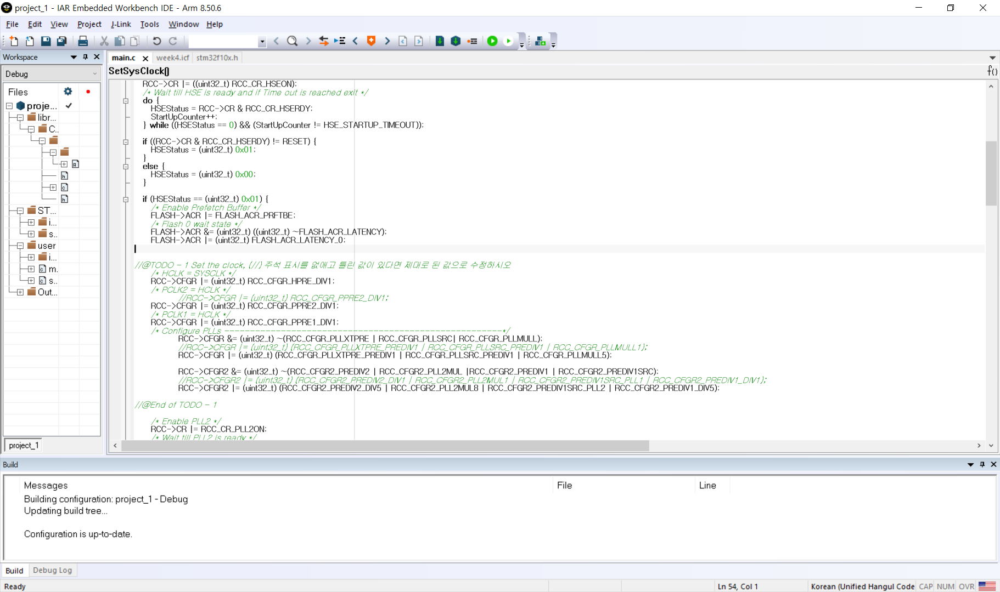 project_1 - IAR Embedded Workbench IDE - Arm 8.50.6
File Edit View Project J-Link Tools Window Help
Workspace
main.c week4.icf stm32f10x.h
Debug
SetSysClock()
f()
Files
proje...
libr...
C..
ST...
i...
s..
user
i...
m.
s..
Out...
project_1
RCC->CR |= ((uint32_t) RCC_CR_HSEON);
/* Wait till HSE is ready and if Time out is reached exit */
do {
HSEStatus = RCC->CR & RCC_CR_HSERDY;
StartUpCounter++;
} while ((HSEStatus == 0) && (StartUpCounter != HSE_STARTUP_TIMEOUT));
if ((RCC->CR & RCC_CR_HSERDY) != RESET) {
HSEStatus = (uint32_t) 0x01;
}
else {
HSEStatus = (uint32_t) 0x00;
}
if (HSEStatus == (uint32_t) 0x01) {
/* Enable Prefetch Buffer */
FLASH->ACR |= FLASH_ACR_PRFTBE;
/* Flash 0 wait state */
FLASH->ACR &= (uint32_t) ((uint32_t) ~FLASH_ACR_LATENCY);
FLASH->ACR |= (uint32_t) FLASH_ACR_LATENCY_0;
//@TODO - 1 Set the clock, (//) 주석 표시를 없애고 틀린 값이 있다면 제대로 된 값으로 수정하시오
/* HCLK = SYSCLK */
RCC->CFGR |= (uint32_t) RCC_CFGR_HPRE_DIV1;
/* PCLK2 = HCLK */
//RCC->CFGR |= (uint32_t) RCC_CFGR_PPRE2_DIV1;
RCC->CFGR |= (uint32_t) RCC_CFGR_PPRE2_DIV1;
/* PCLK1 = HCLK */
RCC->CFGR |= (uint32_t) RCC_CFGR_PPRE1_DIV1;
/* Configure PLLs ------------------------------------------------------*/
RCC->CFGR &= (uint32_t) ~(RCC_CFGR_PLLXTPRE | RCC_CFGR_PLLSRC| RCC_CFGR_PLLMULL);
//RCC->CFGR |= (uint32_t) (RCC_CFGR_PLLXTPRE_PREDIV1 | RCC_CFGR_PLLSRC_PREDIV1 | RCC_CFGR_PLLMULL1);
RCC->CFGR |= (uint32_t) (RCC_CFGR_PLLXTPRE_PREDIV1 | RCC_CFGR_PLLSRC_PREDIV1 | RCC_CFGR_PLLMULL5);
RCC->CFGR2 &= (uint32_t) ~(RCC_CFGR2_PREDIV2 | RCC_CFGR2_PLL2MUL |RCC_CFGR2_PREDIV1 | RCC_CFGR2_PREDIV1SRC);
//RCC->CFGR2 |= (uint32_t) (RCC_CFGR2_PREDIV2_DIV1 | RCC_CFGR2_PLL2MUL1 | RCC_CFGR2_PREDIV1SRC_PLL1 | RCC_CFGR2_PREDIV1_DIV1);
RCC->CFGR2 |= (uint32_t) (RCC_CFGR2_PREDIV2_DIV5 | RCC_CFGR2_PLL2MUL8 | RCC_CFGR2_PREDIV1SRC_PLL2 | RCC_CFGR2_PREDIV1_DIV5);
//@End of TODO - 1
/* Enable PLL2 */
RCC->CR |= RCC_CR_PLL2ON;
/* Wait till PLL2 is ready */
Build
Messages File Line
Building configuration: project_1 - Debug
Updating build tree...
Configuration is up-to-date.
Build Debug Log
Ready Ln 54, Col 1 Korean (Unified Hangul Code CAP NUM OVR